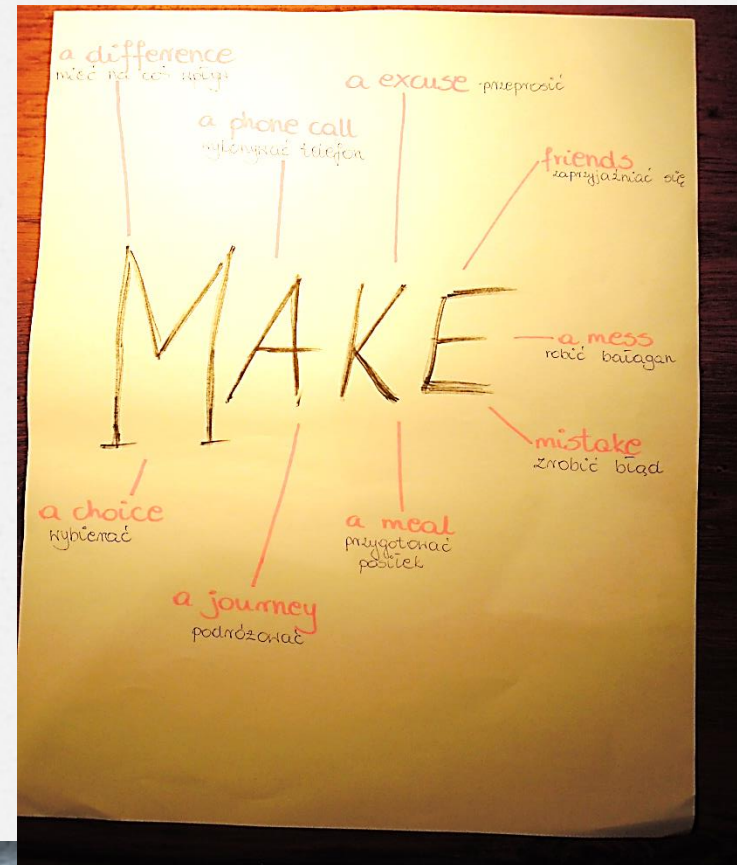 a difference
mieć na coś wpływ
a excuse -przeprosić
a phone call
wykonywać telefon
friends
zaprzyjaźniać się
MAKE
a mess
robić bałagan
mistake
zrobić błąd
a choice
wybierać
a meal
przygotować
posiłek
a journey
podróżować